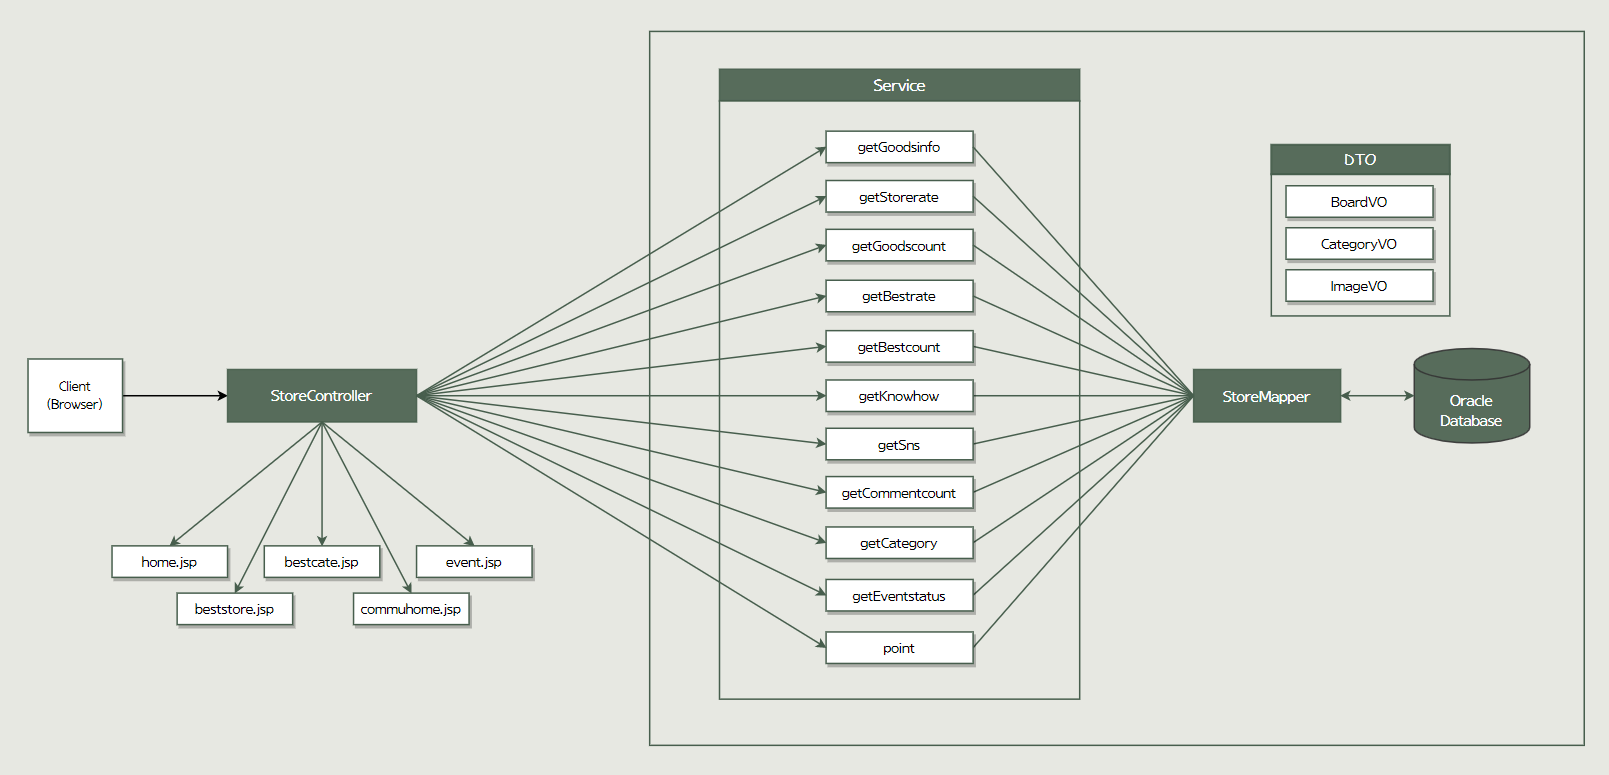 Client
(Browser)
StoreController
home.jsp
bestcate.jsp
event.jsp
beststore.jsp
commuhome.jsp
Service
getGoodsinfo
getStorerate
getGoodscount
getBestrate
getBestcount
getKnowhow
getSns
getCommentcount
getCategory
getEventstatus
point
StoreMapper
DTO
BoardVO
CategoryVO
ImageVO
Oracle
Database